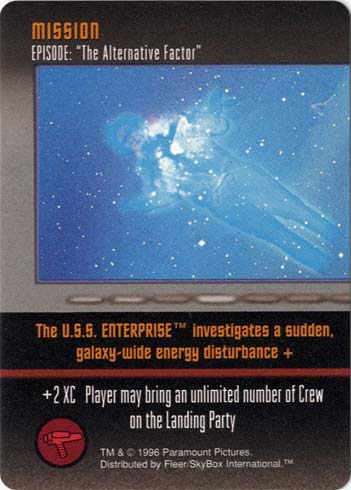 MISSION
EPISODE: "The Alternative Factor"
The U.S.S. ENTERPRISE™ investigates a sudden,
galaxy-wide energy disturbance +
+2 XC Player may bring an unlimited number of Crew
on the Landing Party
TM & © 1996 Paramount Pictures.
Distributed by Fleer/SkyBox International.™